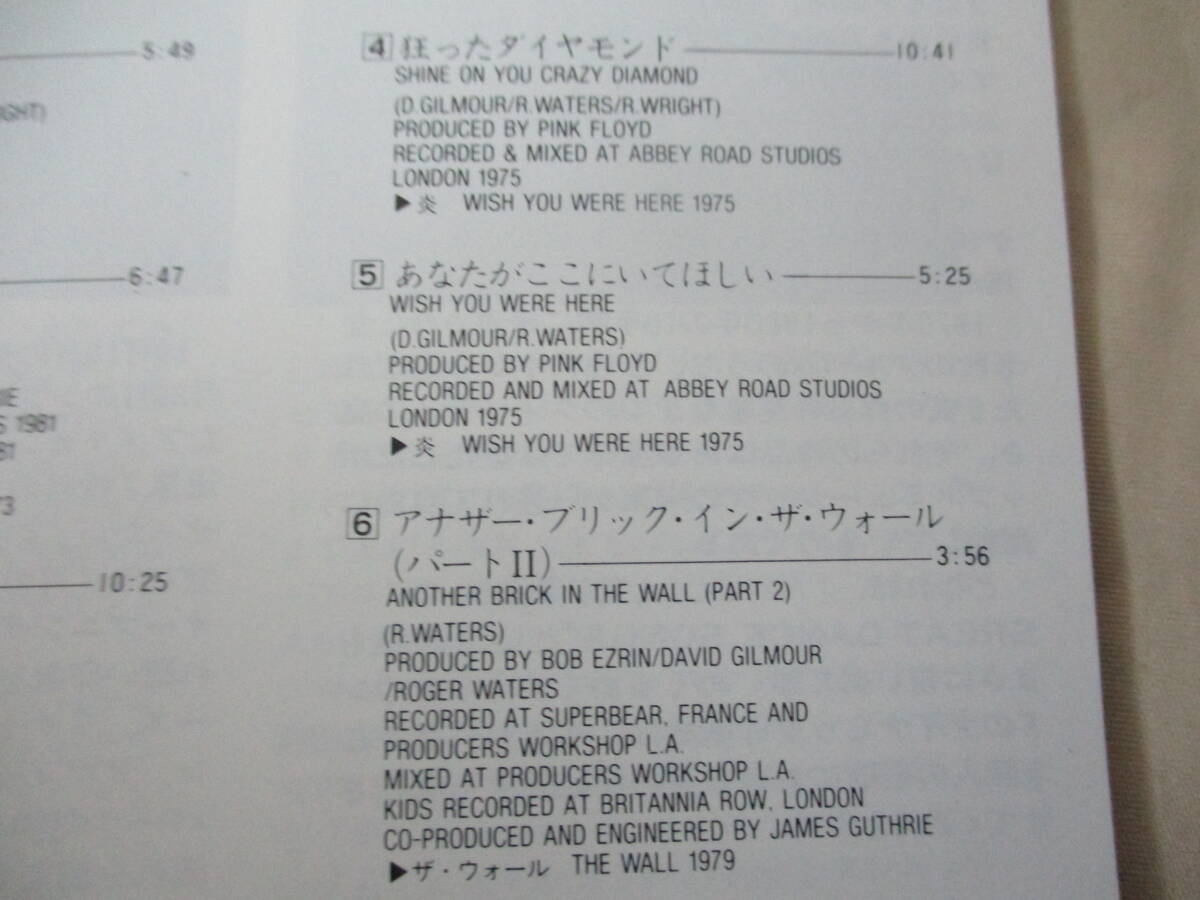 5:49
IGHT)
6:47
S 1981
10:25
4 狂ったダイヤモンド 10:41
SHINE ON YOU CRAZY DIAMOND
(D.GILMOUR/R.WATERS/R.WRIGHT)
PRODUCED BY PINK FLOYD
RECORDED & MIXED AT ABBEY ROAD STUDIOS
LONDON 1975
▶炎 WISH YOU WERE HERE 1975
5 あなたがここにいてほしい 5:25
WISH YOU WERE HERE
(D.GILMOUR/R.WATERS)
PRODUCED BY PINK FLOYD
RECORDED AND MIXED AT ABBEY ROAD STUDIOS
LONDON 1975
▶炎 WISH YOU WERE HERE 1975
6 アナザー・ブリック・イン・ザ・ウォール
(パートII) 3:56
ANOTHER BRICK IN THE WALL (PART 2)
(R.WATERS)
PRODUCED BY BOB EZRIN/DAVID GILMOUR
/ROGER WATERS
RECORDED AT SUPERBEAR, FRANCE AND
PRODUCERS WORKSHOP L.A.
MIXED AT PRODUCERS WORKSHOP L.A.
KIDS RECORDED AT BRITANNIA ROW, LONDON
CO-PRODUCED AND ENGINEERED BY JAMES GUTHRIE
▶ザ・ウォール THE WALL 1979